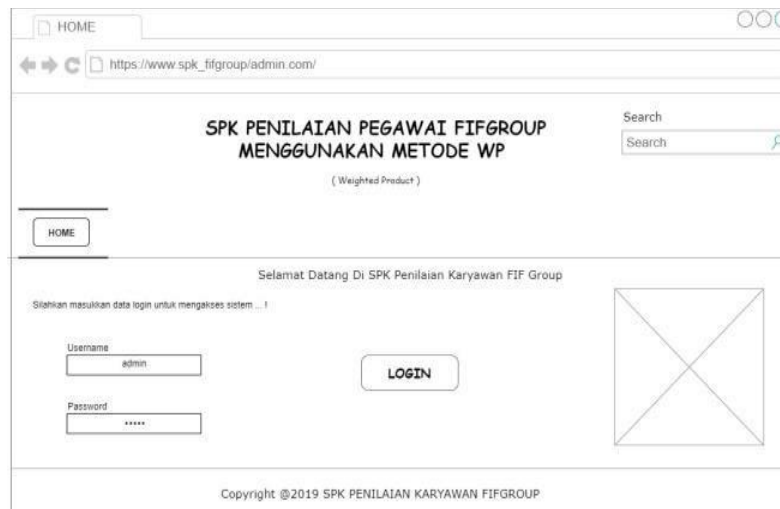 HOME
https://www.spk_fifgroup/admin.com/
SPK PENILAIAN PEGAWAI FIFGROUP
MENGGUNAKAN METODE WP
( Weighted Product )
Search
Search
HOME
Selamat Datang Di SPK Penilaian Karyawan FIF Group
Silahkan masukkan data login untuk mengakses sistem ... !
Username
admin
LOGIN
Password
•••••
Copyright @2019 SPK PENILAIAN KARYAWAN FIFGROUP